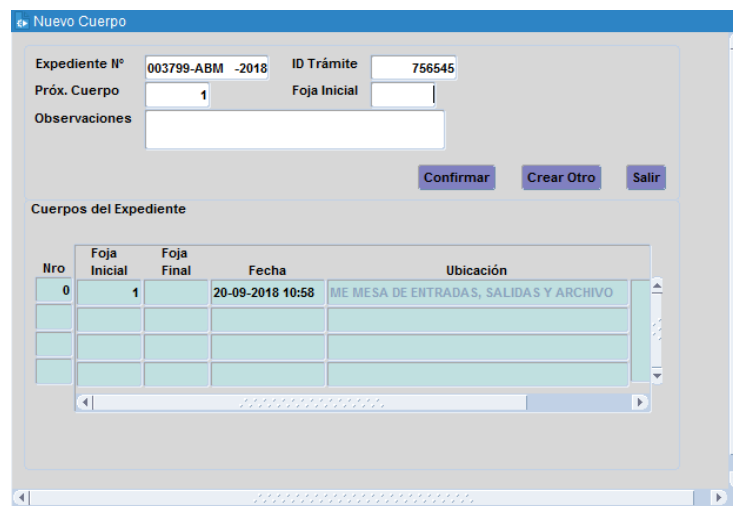 Nuevo Cuerpo
Expediente Nº 003799-ABM -2018 ID Trámite 756545
Próx. Cuerpo 1 Foja Inicial
Observaciones
Confirmar Crear Otro Salir
Cuerpos del Expediente
Foja Foja
Nro Inicial Final Fecha Ubicación
0 1 20-09-2018 10:58 ME MESA DE ENTRADAS, SALIDAS Y ARCHIVO